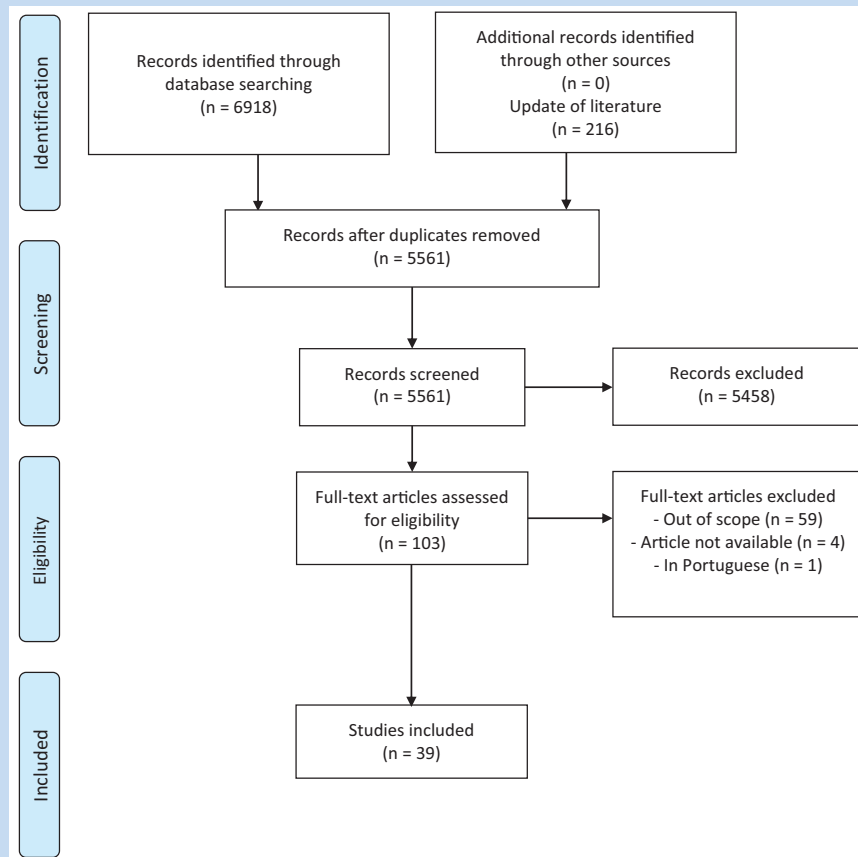 Identification
Records identified through
database searching
(n = 6918)
Additional records identified
through other sources
(n = 0)
Update of literature
(n = 216)
Records after duplicates removed
(n = 5561)
Screening
Records screened
(n = 5561)
Records excluded
(n = 5458)
Eligibility
Full-text articles assessed
for eligibility
(n = 103)
Full-text articles excluded
- Out of scope (n = 59)
- Article not available (n = 4)
- In Portuguese (n = 1)
Included
Studies included
(n = 39)